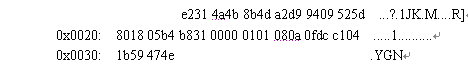 e231 4a4b 8b4d a2d9 9409 525d ...?.1JK.M....R]
0x0020: 8018 05b4 b831 0000 0101 080a 0fdc c104 .....1..........
0x0030: 1b59 474e .YGN